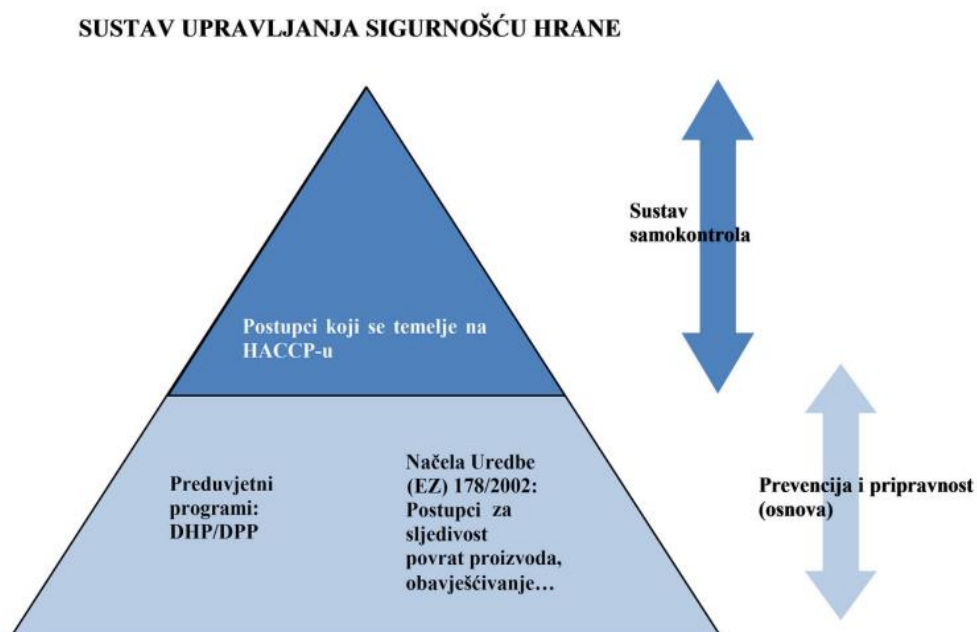 SUSTAV UPRAVLJANJA SIGURNOŠĆU HRANE
Sustav
samokontrola
Postupci koji se temelje na
HACCP-u
Preduvjetni
programi:
DHP/DPP
Načela Uredbe
(EZ) 178/2002:
Postupci za
sljedivost
povrat proizvoda,
obavješćivanje...
Prevencija i pripravnost
(osnova)